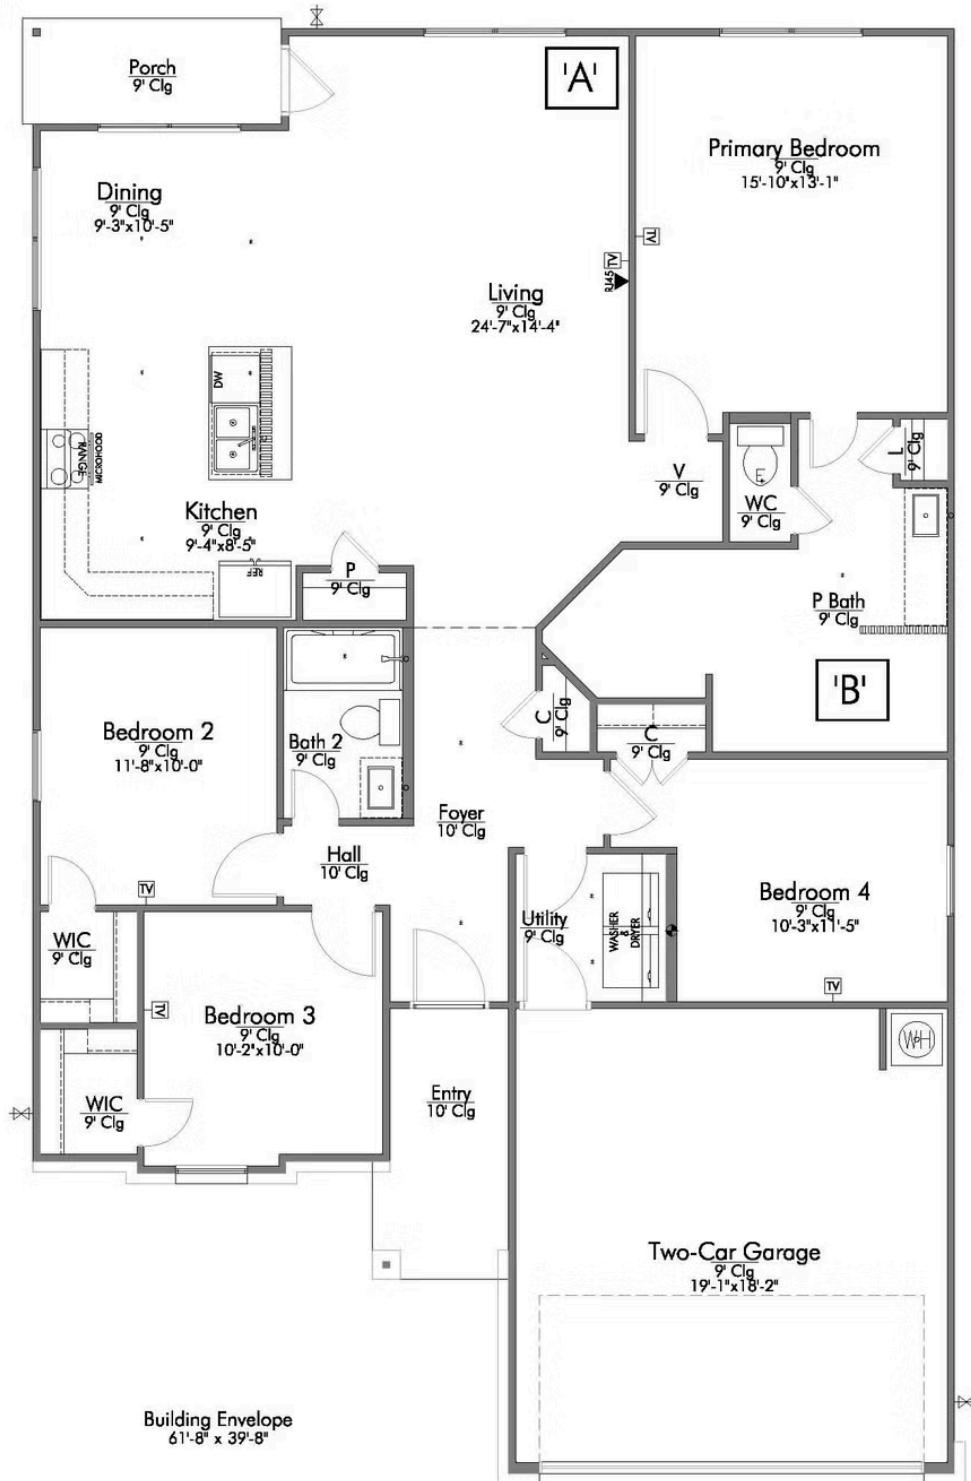 Porch
9' Clg
'A'
Primary Bedroom
9' Clg
15'-10"x13'-1"
Dining
9' Clg
9'-3"x10'-5"
TV
TV
RJ45
Living
9' Clg
24'-7"x14'-4"
DW
RANGE
MICROHOOD
L
9' Clg
V
9' Clg
WC
9' Clg
Kitchen
9' Clg
9'-4"x8'-5"
REF
P
9' Clg
P Bath
9' Clg
'B'
Bedroom 2
9' Clg
11'-8"x10'-0"
Bath 2
9' Clg
C
9' Clg
C
9' Clg
Foyer
10' Clg
Hall
10' Clg
TV
Bedroom 4
9' Clg
10'-3"x11'-5"
Utility
9' Clg
WASHER
&
DRYER
WIC
9' Clg
TV
TV
Bedroom 3
9' Clg
10'-2"x10'-0"
WH
WIC
9' Clg
Entry
10' Clg
Two-Car Garage
9' Clg
19'-1"x18'-2"
Building Envelope
61'-8" x 39'-8"